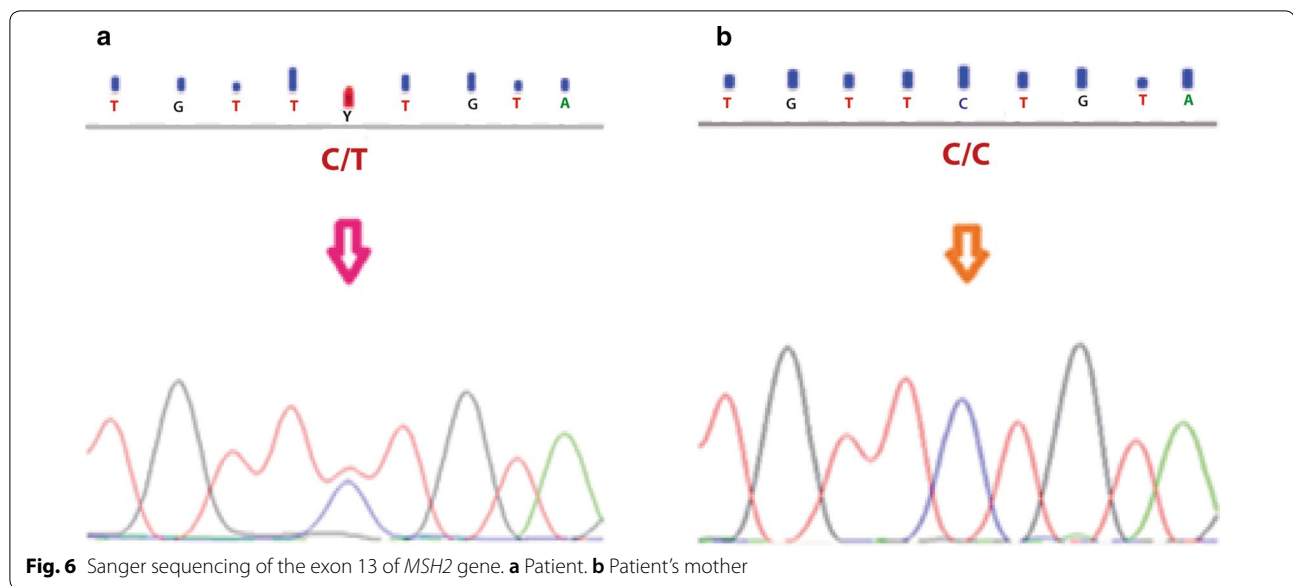 a
T G T T Y T G T A
C/T
b
T G T T C T G T A
C/C
Fig. 6 Sanger sequencing of the exon 13 of MSH2 gene. a Patient. b Patient's mother